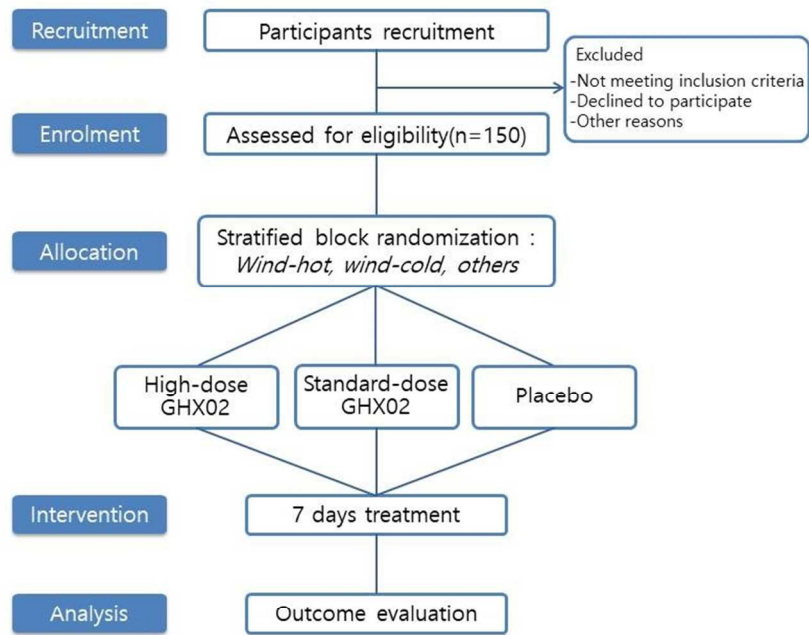 Recruitment
Participants recruitment
Excluded
-Not meeting inclusion criteria
-Declined to participate
-Other reasons
Enrolment
Assessed for eligibility(n=150)
Allocation
Stratified block randomization :
Wind-hot, wind-cold, others
High-dose
GHX02
Standard-dose
GHX02
Placebo
Intervention
7 days treatment
Analysis
Outcome evaluation